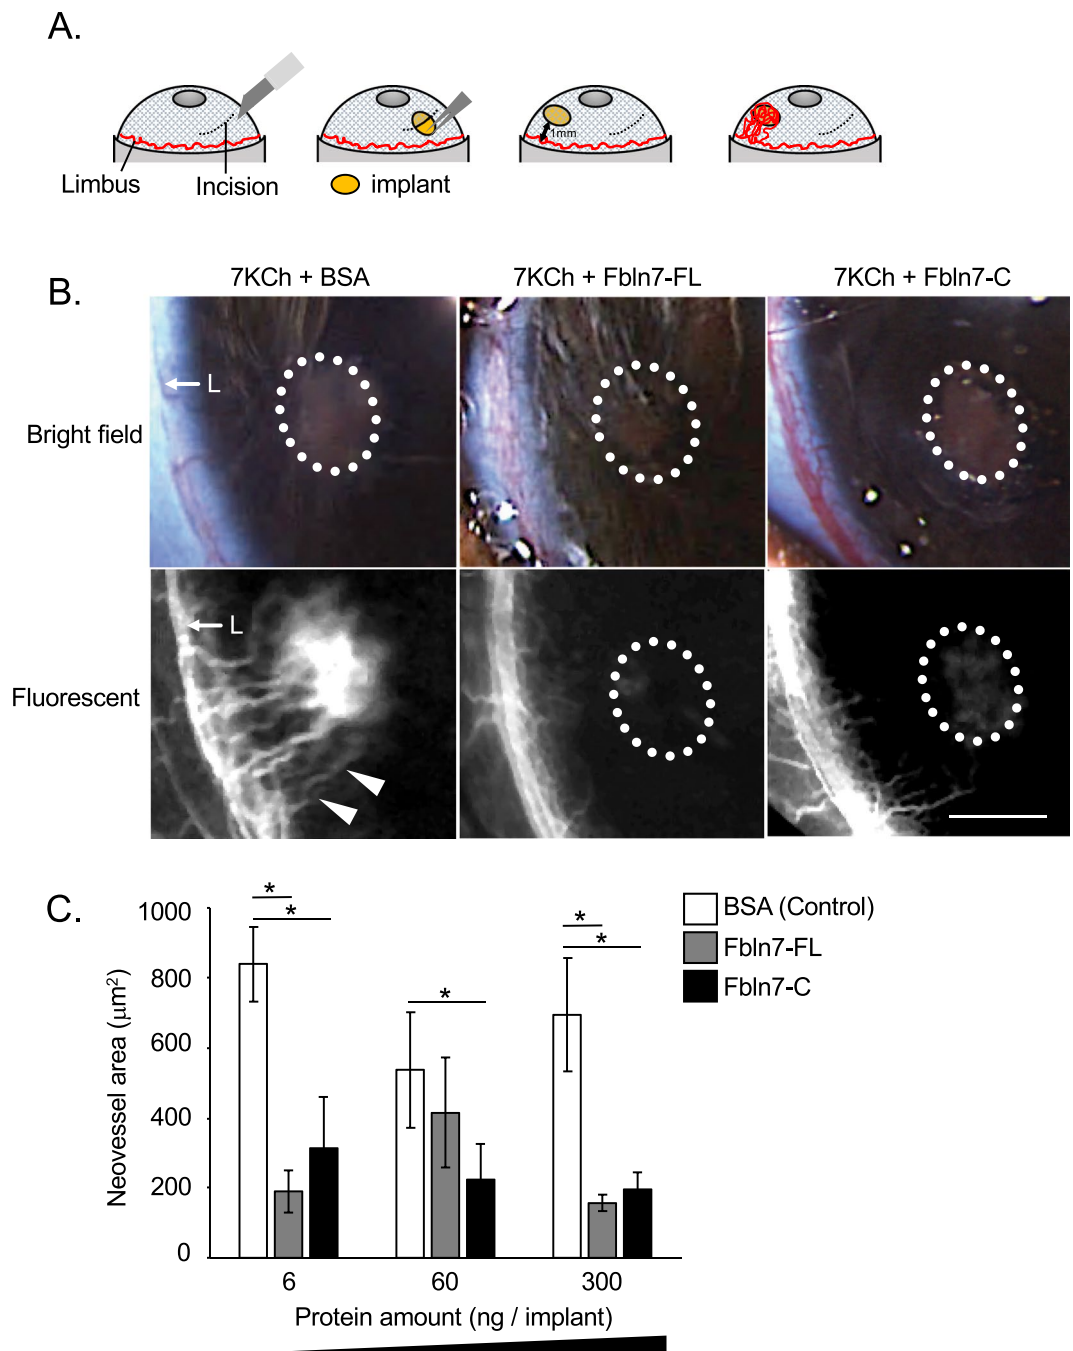 A.
1mm
Limbus
Incision
implant
B.
7KCh + BSA
7KCh + Fbln7-FL
7KCh + Fbln7-C
L
Bright field
L
Fluorescent
C.
* * * * *
BSA (Control)
Fbln7-FL
Fbln7-C
Neovessel area (μm²)
1000
800
600
400
200
0
6 60 300
Protein amount (ng / implant)